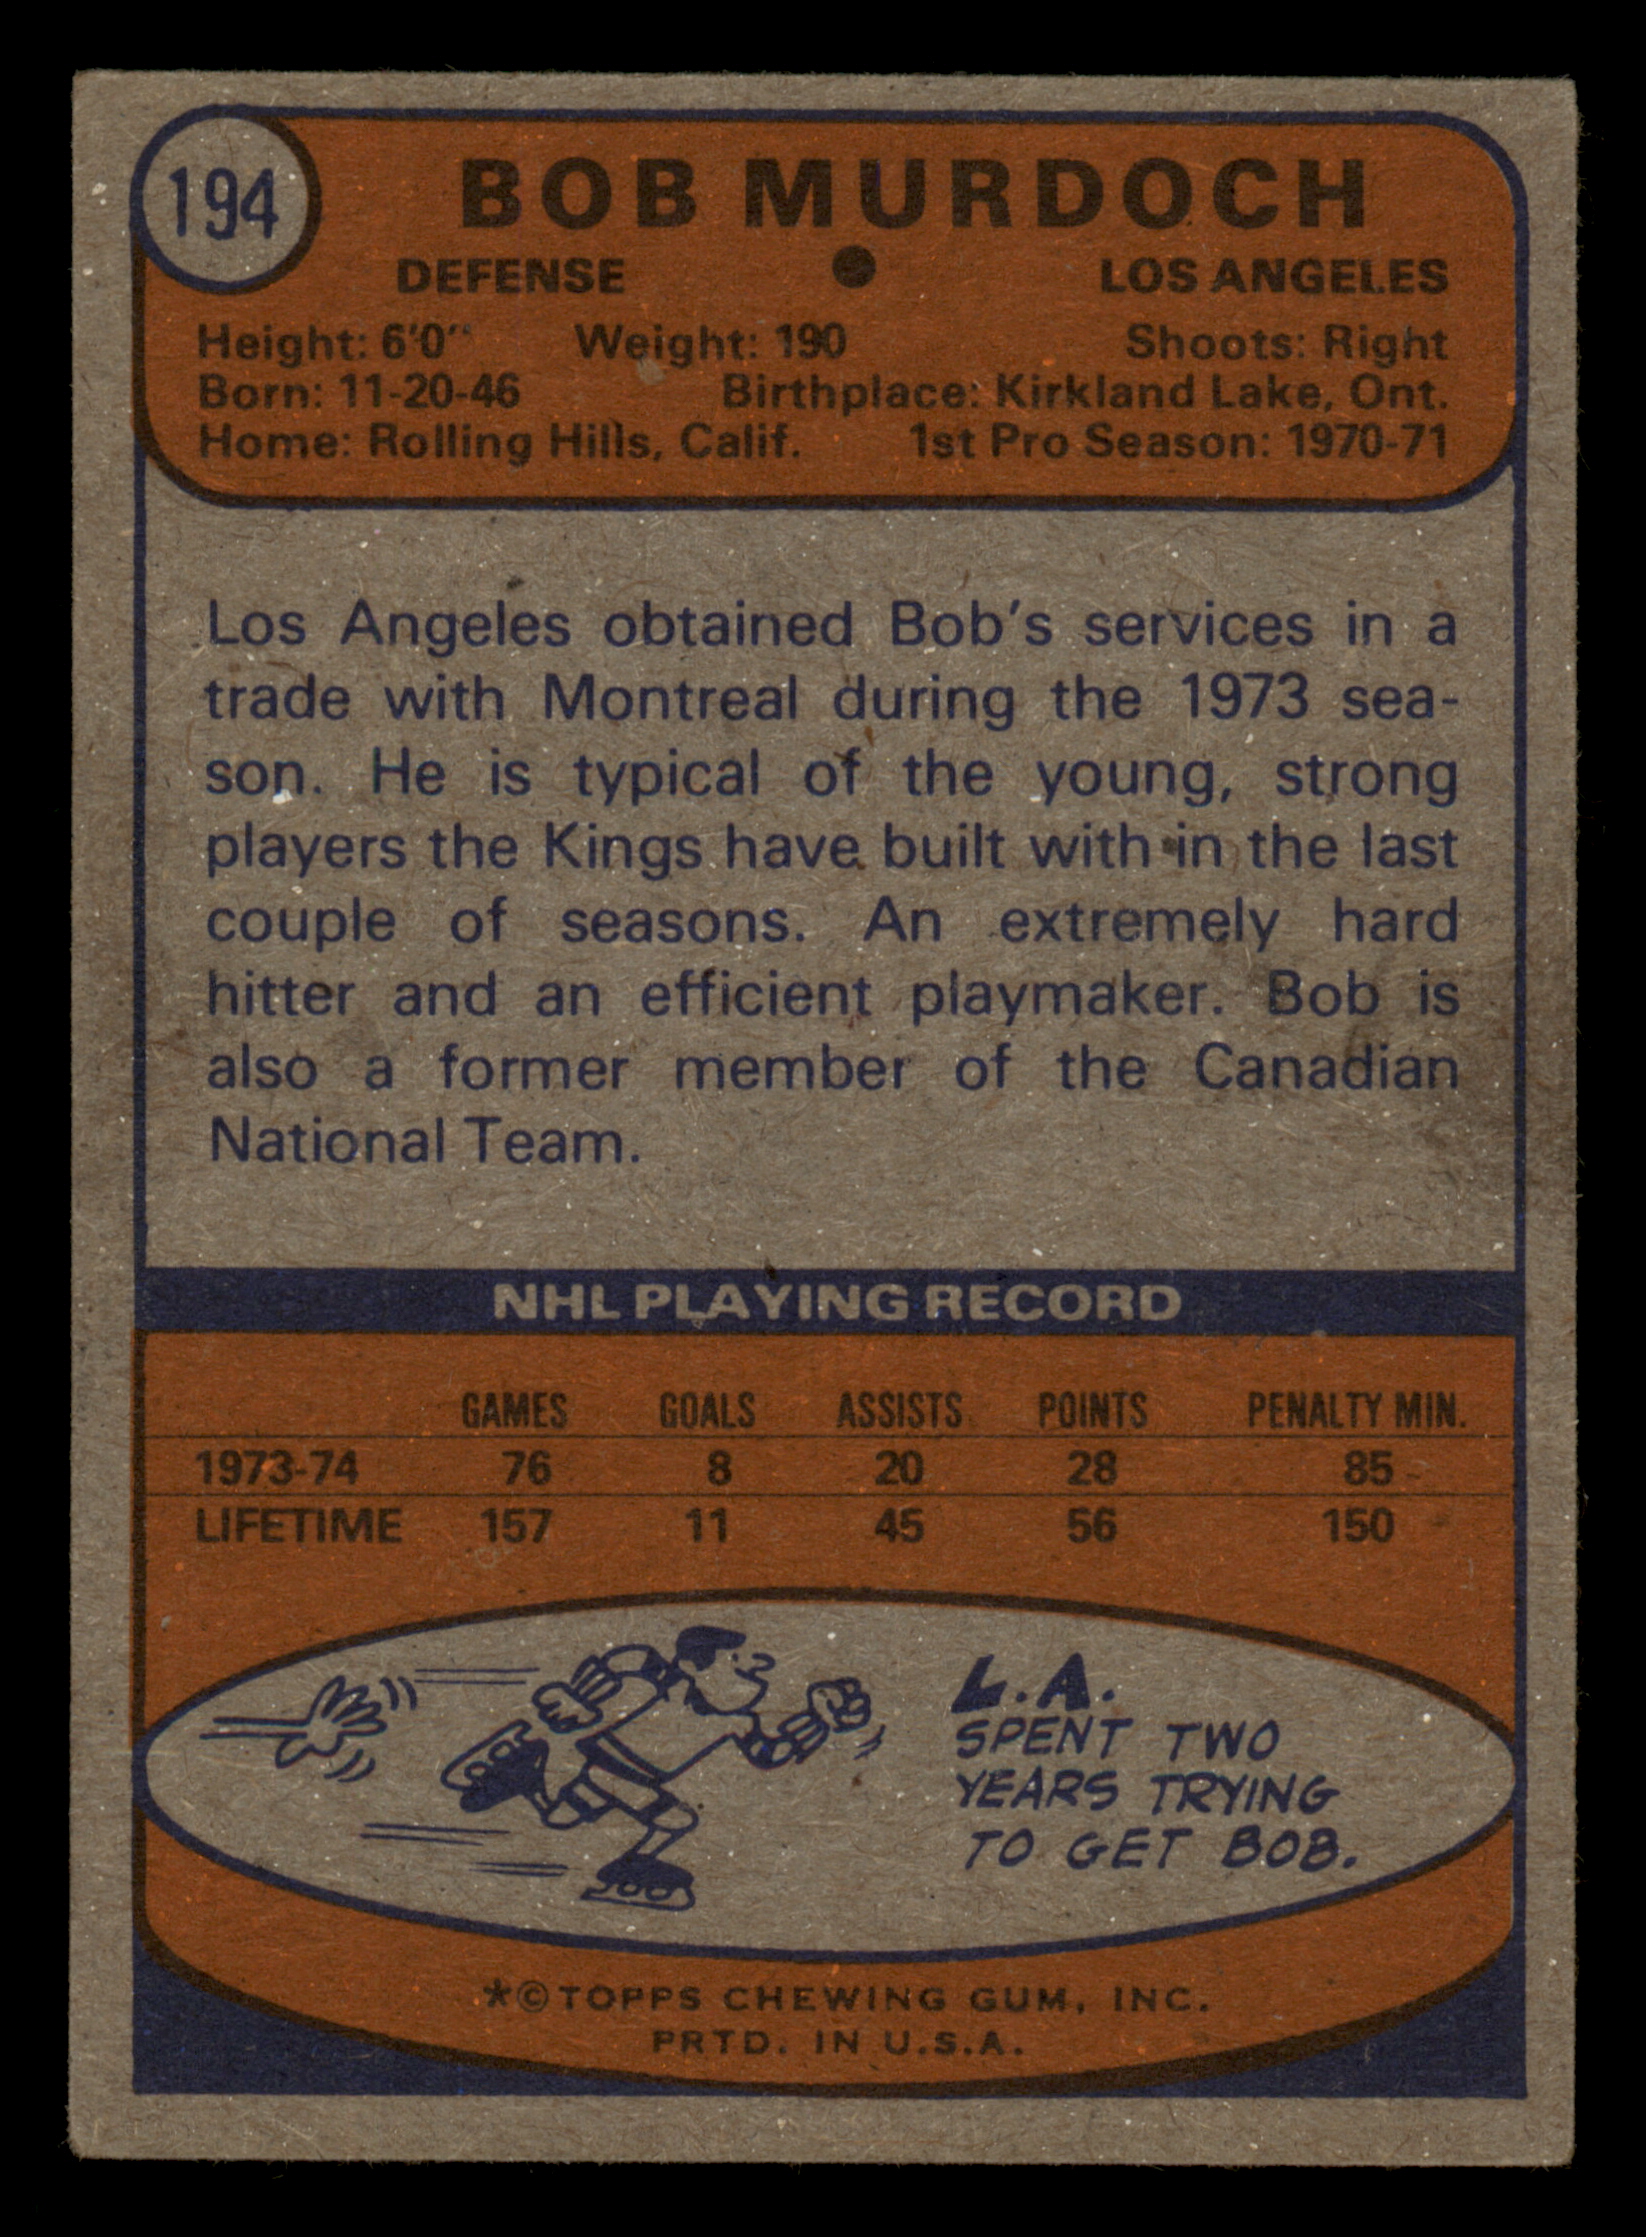 194
BOB MURDOCH
DEFENSE ● LOS ANGELES
Height: 6'0" Weight: 190 Shoots: Right
Born: 11-20-46 Birthplace: Kirkland Lake, Ont.
Home: Rolling Hills, Calif. 1st Pro Season: 1970-71
Los Angeles obtained Bob's services in a
trade with Montreal during the 1973 sea-
son. He is typical of the young, strong
players the Kings have built with in the last
couple of seasons. An extremely hard
hitter and an efficient playmaker. Bob is
also a former member of the Canadian
National Team.
NHL PLAYING RECORD
GAMES GOALS ASSISTS POINTS PENALTY MIN.
1973-74 76 8 20 28 85
LIFETIME 157 11 45 56 150
L.A.
SPENT TWO
YEARS TRYING
TO GET BOB.
*© TOPPS CHEWING GUM, INC.
PRTD. IN U.S.A.